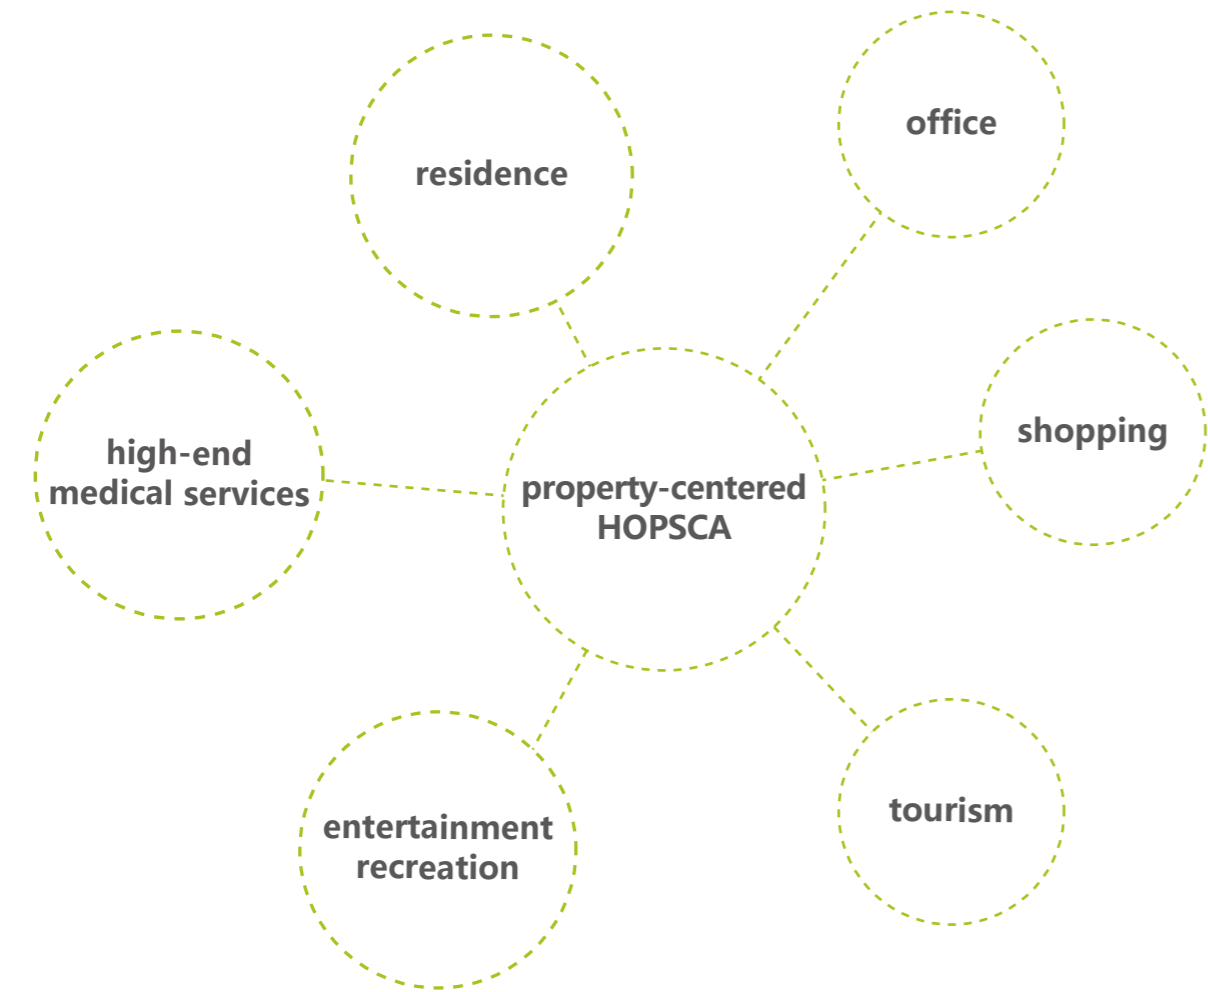 office
residence
shopping
high-end
medical services
property-centered
HOPSCA
tourism
entertainment
recreation